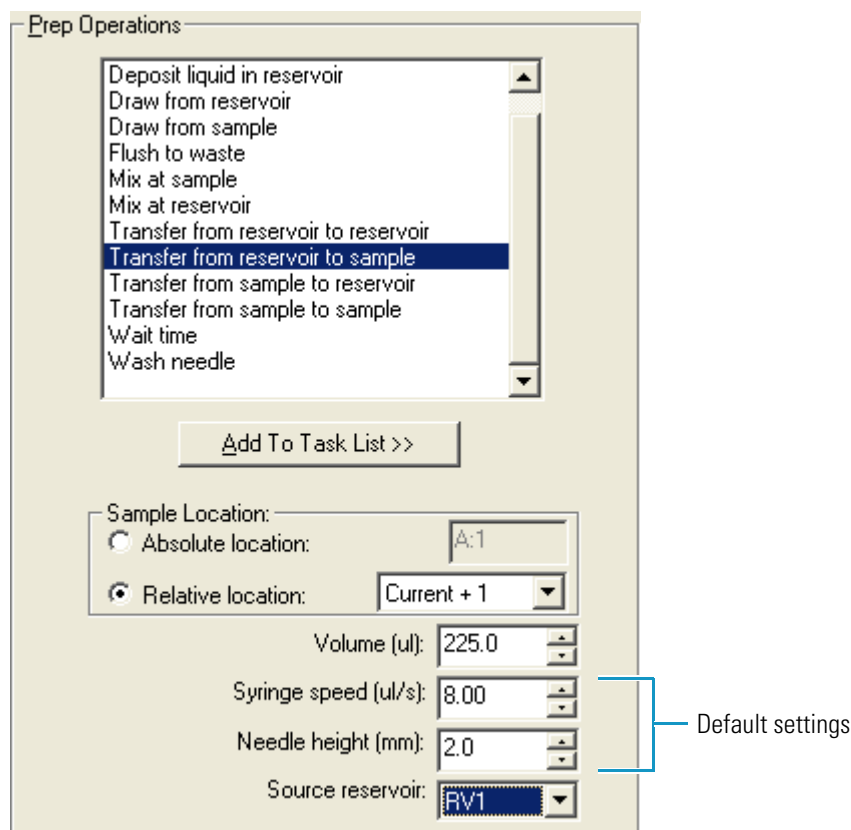 Prep Operations
Deposit liquid in reservoir
Draw from reservoir
Draw from sample
Flush to waste
Mix at sample
Mix at reservoir
Transfer from reservoir to reservoir
Transfer from reservoir to sample
Transfer from sample to reservoir
Transfer from sample to sample
Wait time
Wash needle
Add To Task List >>
Sample Location:
Absolute location: A:1
Relative location: Current + 1
Volume (ul): 225.0
Syringe speed (ul/s): 8.00
Needle height (mm): 2.0
Default settings
Source reservoir: RV1